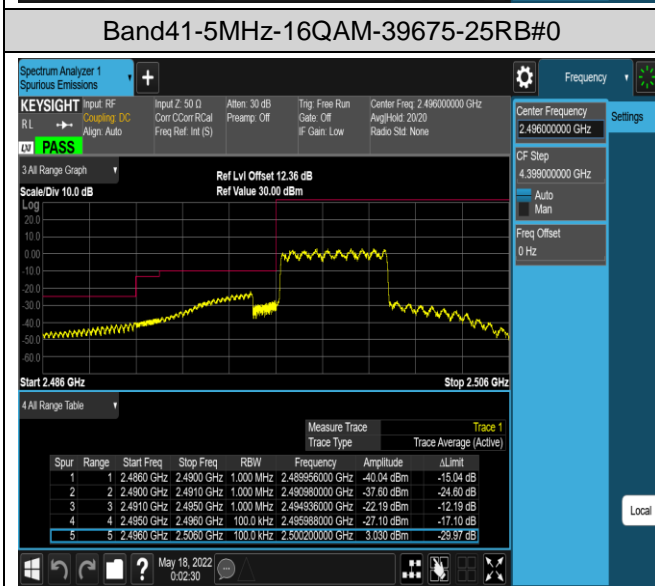 Band41-5MHz-16QAM-39675-25RB#0
Spectrum Analyzer 1
Spurious Emissions
Frequency
KEYSIGHT Input: RF Input Z: 50 Ω Atten: 30 dB Trig: Free Run Center Freq: 2.496000000 GHz
RL Coupling: DC Corr CCorr RCal Preamp: Off Gate: Off Avg|Hold: 20/20
Align: Auto Freq Ref: Int (S) IF Gain: Low Radio Std: None
LXI PASS
Center Frequency Settings
2.496000000 GHz
CF Step
4.399000000 GHz
Auto
Man
Freq Offset
0 Hz
3 All Range Graph
Ref Lvl Offset 12.36 dB
Scale/Div 10.0 dB Ref Value 30.00 dBm
Log
20.0
10.0
0.00
-10.0
-20.0
-30.0
-40.0
-50.0
-60.0
Start 2.486 GHz Stop 2.506 GHz
4 All Range Table
Measure Trace Trace 1
Trace Type Trace Average (Active)
Spur Range Start Freq Stop Freq RBW Frequency Amplitude ΔLimit
1 1 2.4860 GHz 2.4900 GHz 1.000 MHz 2.489956000 GHz -40.04 dBm -15.04 dB
2 2 2.4900 GHz 2.4910 GHz 1.000 MHz 2.490980000 GHz -37.60 dBm -24.60 dB
3 3 2.4910 GHz 2.4950 GHz 1.000 MHz 2.494936000 GHz -22.19 dBm -12.19 dB
4 4 2.4950 GHz 2.4960 GHz 100.0 kHz 2.495988000 GHz -27.10 dBm -17.10 dB
5 5 2.4960 GHz 2.5060 GHz 100.0 kHz 2.500200000 GHz 3.030 dBm -29.97 dB
Local
May 18, 2022
0:02:30